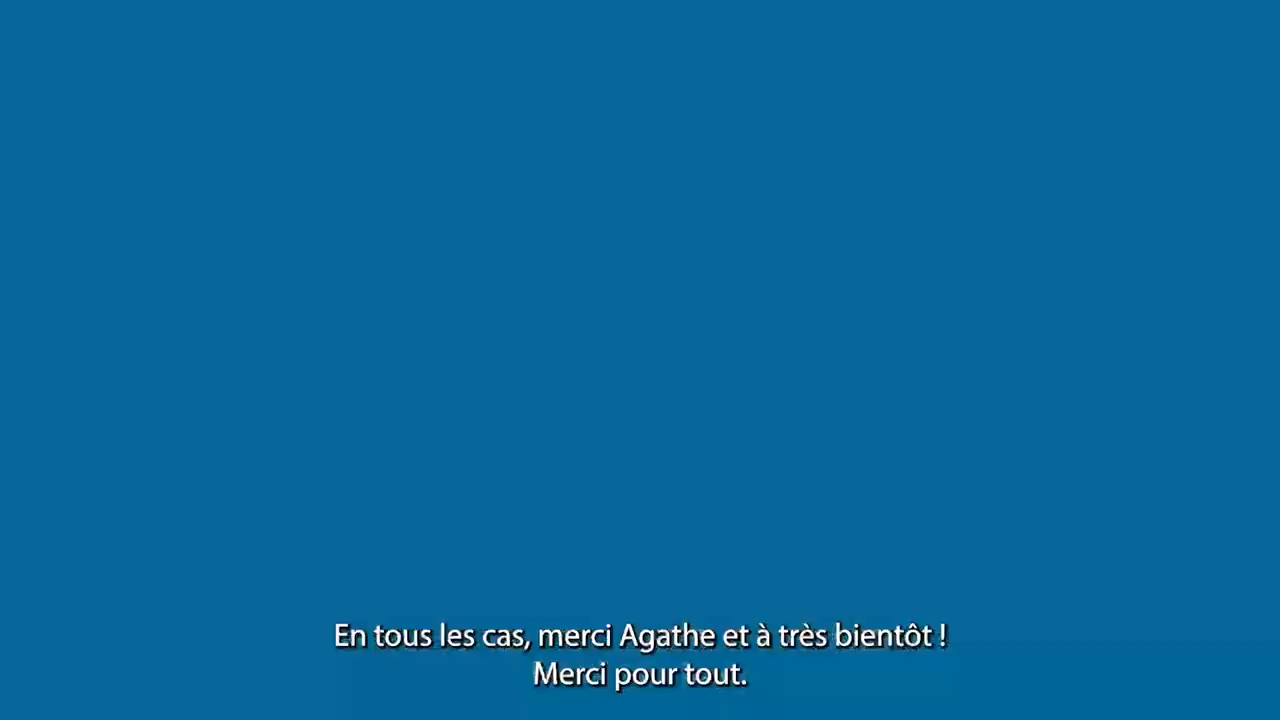 En tous les cas, merci Agathe et à très bientôt !
Merci pour tout.